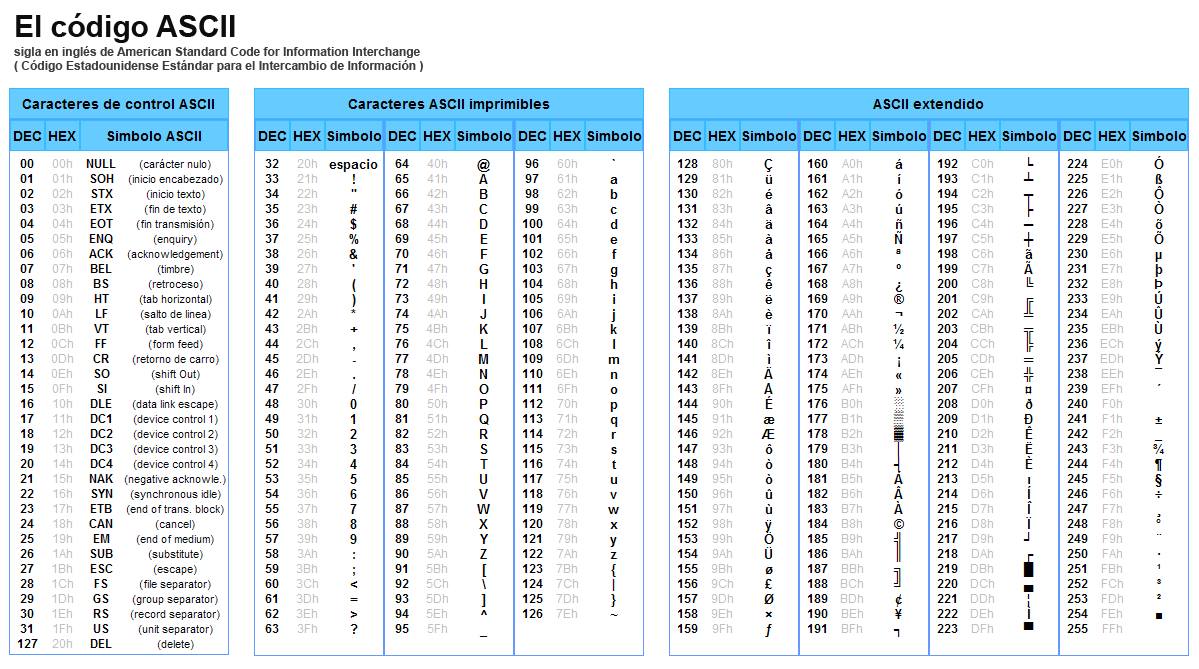 El código ASCII
sigla en inglés de American Standard Code for Information Interchange
( Código Estadounidense Estándar para el Intercambio de Información )
Caracteres de control ASCII
DEC HEX Simbolo ASCII
00 00h NULL (carácter nulo)
01 01h SOH (inicio encabezado)
02 02h STX (inicio texto)
03 03h ETX (fin de texto)
04 04h EOT (fin transmisión)
05 05h ENQ (enquiry)
06 06h ACK (acknowledgement)
07 07h BEL (timbre)
08 08h BS (retroceso)
09 09h HT (tab horizontal)
10 0Ah LF (salto de linea)
11 0Bh VT (tab vertical)
12 0Ch FF (form feed)
13 0Dh CR (retorno de carro)
14 0Eh SO (shift Out)
15 0Fh SI (shift In)
16 10h DLE (data link escape)
17 11h DC1 (device control 1)
18 12h DC2 (device control 2)
19 13h DC3 (device control 3)
20 14h DC4 (device control 4)
21 15h NAK (negative acknowle.)
22 16h SYN (synchronous idle)
23 17h ETB (end of trans. block)
24 18h CAN (cancel)
25 19h EM (end of medium)
26 1Ah SUB (substitute)
27 1Bh ESC (escape)
28 1Ch FS (file separator)
29 1Dh GS (group separator)
30 1Eh RS (record separator)
31 1Fh US (unit separator)
127 20h DEL (delete)
Caracteres ASCII imprimibles
DEC HEX Simbolo DEC HEX Simbolo DEC HEX Simbolo
32 20h espacio 64 40h @ 96 60h `
33 21h ! 65 41h A 97 61h a
34 22h " 66 42h B 98 62h b
35 23h # 67 43h C 99 63h c
36 24h $ 68 44h D 100 64h d
37 25h % 69 45h E 101 65h e
38 26h & 70 46h F 102 66h f
39 27h ' 71 47h G 103 67h g
40 28h ( 72 48h H 104 68h h
41 29h ) 73 49h I 105 69h i
42 2Ah * 74 4Ah J 106 6Ah j
43 2Bh + 75 4Bh K 107 6Bh k
44 2Ch , 76 4Ch L 108 6Ch l
45 2Dh - 77 4Dh M 109 6Dh m
46 2Eh . 78 4Eh N 110 6Eh n
47 2Fh / 79 4Fh O 111 6Fh o
48 30h 0 80 50h P 112 70h p
49 31h 1 81 51h Q 113 71h q
50 32h 2 82 52h R 114 72h r
51 33h 3 83 53h S 115 73h s
52 34h 4 84 54h T 116 74h t
53 35h 5 85 55h U 117 75h u
54 36h 6 86 56h V 118 76h v
55 37h 7 87 57h W 119 77h w
56 38h 8 88 58h X 120 78h x
57 39h 9 89 59h Y 121 79h y
58 3Ah : 90 5Ah Z 122 7Ah z
59 3Bh ; 91 5Bh [ 123 7Bh {
60 3Ch < 92 5Ch \ 124 7Ch |
61 3Dh = 93 5Dh ] 125 7Dh }
62 3Eh > 94 5Eh ^ 126 7Eh ~
63 3Fh ? 95 5Fh _
ASCII extendido
DEC HEX Simbolo DEC HEX Simbolo DEC HEX Simbolo DEC HEX Simbolo
128 80h Ç 160 A0h á 192 C0h └ 224 E0h Ó
129 81h ü 161 A1h í 193 C1h ┴ 225 E1h ß
130 82h é 162 A2h ó 194 C2h ┬ 226 E2h Ô
131 83h â 163 A3h ú 195 C3h ├ 227 E3h Ò
132 84h ä 164 A4h ñ 196 C4h ─ 228 E4h õ
133 85h à 165 A5h Ñ 197 C5h ┼ 229 E5h Õ
134 86h å 166 A6h ª 198 C6h ã 230 E6h µ
135 87h ç 167 A7h º 199 C7h Ã 231 E7h þ
136 88h ê 168 A8h ¿ 200 C8h ╚ 232 E8h Þ
137 89h ë 169 A9h ® 201 C9h ╔ 233 E9h Ú
138 8Ah è 170 AAh ¬ 202 CAh ╩ 234 EAh Û
139 8Bh ï 171 ABh ½ 203 CBh ╦ 235 EBh Ù
140 8Ch î 172 ACh ¼ 204 CCh ╠ 236 ECh ý
141 8Dh ì 173 ADh ¡ 205 CDh ═ 237 EDh Ý
142 8Eh Ä 174 AEh « 206 CEh ╬ 238 EEh ¯
143 8Fh Å 175 AFh » 207 CFh ¤ 239 EFh ´
144 90h É 176 B0h ░ 208 D0h ð 240 F0h
145 91h æ 177 B1h ▒ 209 D1h Ð 241 F1h ±
146 92h Æ 178 B2h ▓ 210 D2h Ê 242 F2h ‗
147 93h ô 179 B3h │ 211 D3h Ë 243 F3h ¾
148 94h ö 180 B4h ┤ 212 D4h È 244 F4h ¶
149 95h ò 181 B5h Á 213 D5h ı 245 F5h §
150 96h û 182 B6h Â 214 D6h Í 246 F6h ÷
151 97h ù 183 B7h À 215 D7h Î 247 F7h ¸
152 98h ÿ 184 B8h © 216 D8h Ï 248 F8h °
153 99h Ö 185 B9h ╣ 217 D9h ┘ 249 F9h ¨
154 9Ah Ü 186 BAh ║ 218 DAh ┌ 250 FAh ·
155 9Bh ø 187 BBh ╗ 219 DBh █ 251 FBh ¹
156 9Ch £ 188 BCh ╝ 220 DCh ▄ 252 FCh ³
157 9Dh Ø 189 BDh ¢ 221 DDh ¦ 253 FDh ²
158 9Eh × 190 BEh ¥ 222 DEh Ì 254 FEh ■
159 9Fh ƒ 191 BFh ┐ 223 DFh ▀ 255 FFh